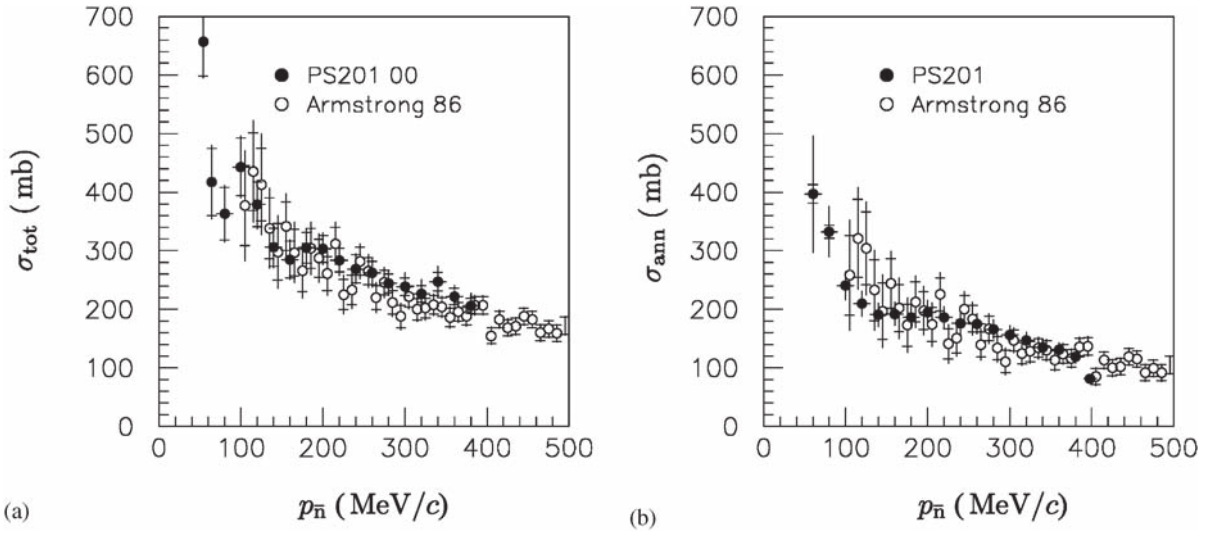 700
600
500
400
300
200
100
0
σtot ( mb)
PS201 00
Armstrong 86
0 100 200 300 400 500
pn̄ ( MeV/c)
(a)
700
600
500
400
300
200
100
0
σann ( mb)
PS201
Armstrong 86
0 100 200 300 400 500
pn̄ ( MeV/c)
(b)